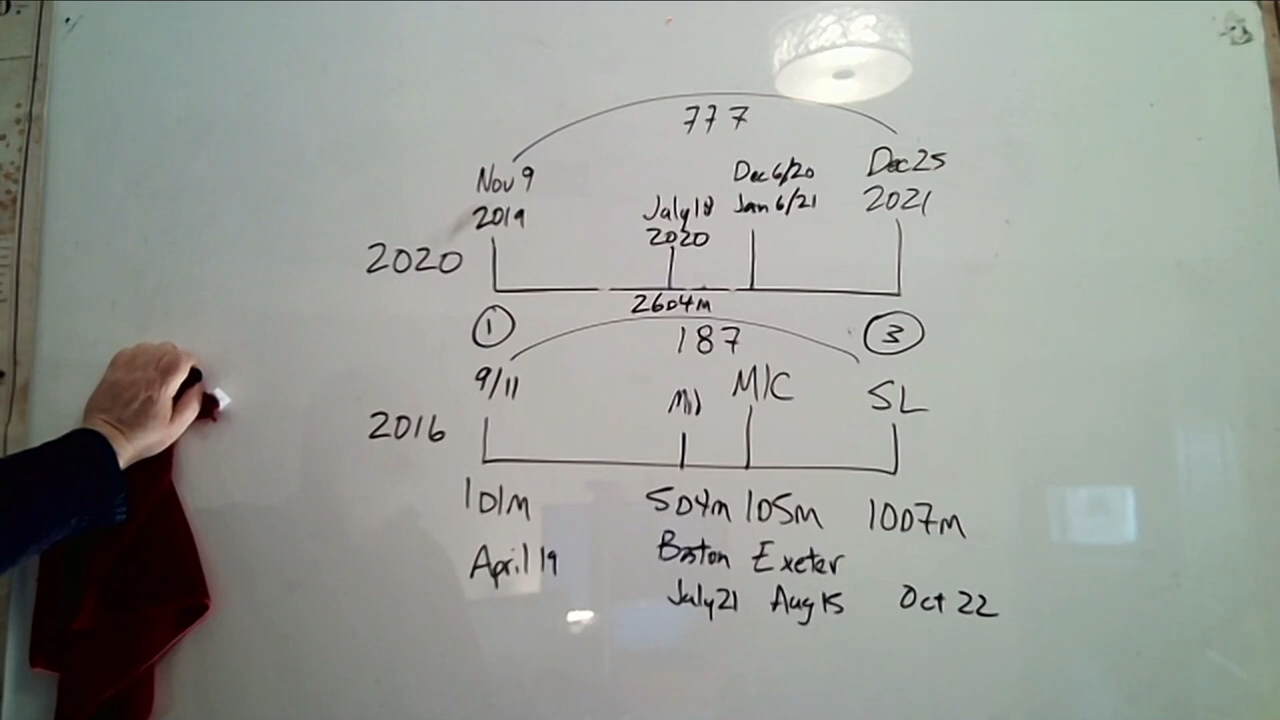 777
Nov 9
2019
July 18
2020
Dec 6/20
Jan 6/21
Dec 25
2021
2020
2604m
1
187
3
9/11
MIC
SL
2016
101m
504m
105m
1007m
April 19
Boston
Exeter
July 21
Aug 15
Oct 22